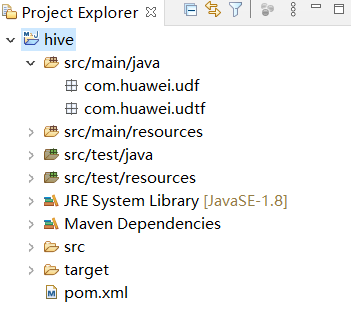 Project Explorer
hive
src/main/java
com.huawei.udf
com.huawei.udtf
src/main/resources
src/test/java
src/test/resources
JRE System Library [JavaSE-1.8]
Maven Dependencies
src
target
pom.xml